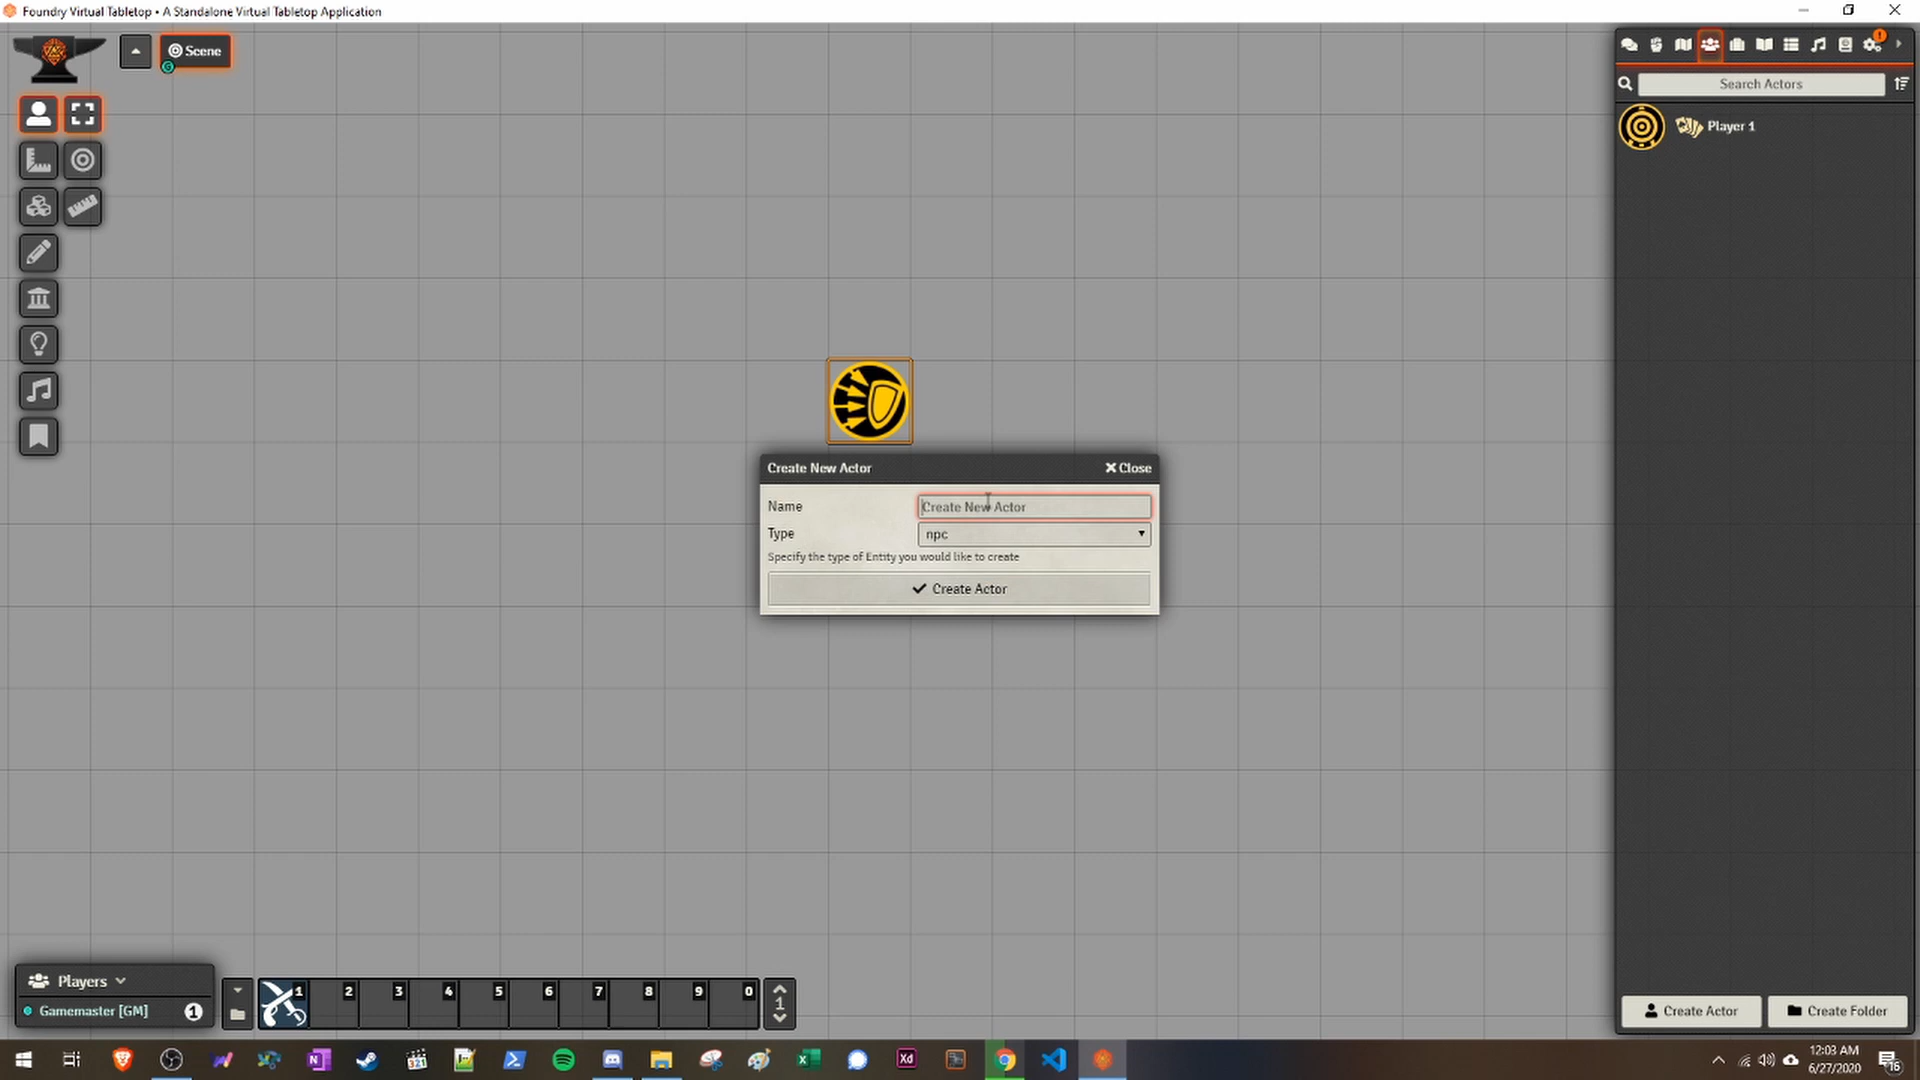 Foundry Virtual Tabletop • A Standalone Virtual Tabletop Application
Scene
G
Search Actors
Player 1
Create New Actor
Close
Name
Create New Actor
Type
npc
Specify the type of Entity you would like to create
Create Actor
Players
Gamemaster [GM]
1
1 2 3 4 5 6 7 8 9 0
1
Create Actor
Create Folder
N
321
Xd
12:03 AM
6/27/2020
16